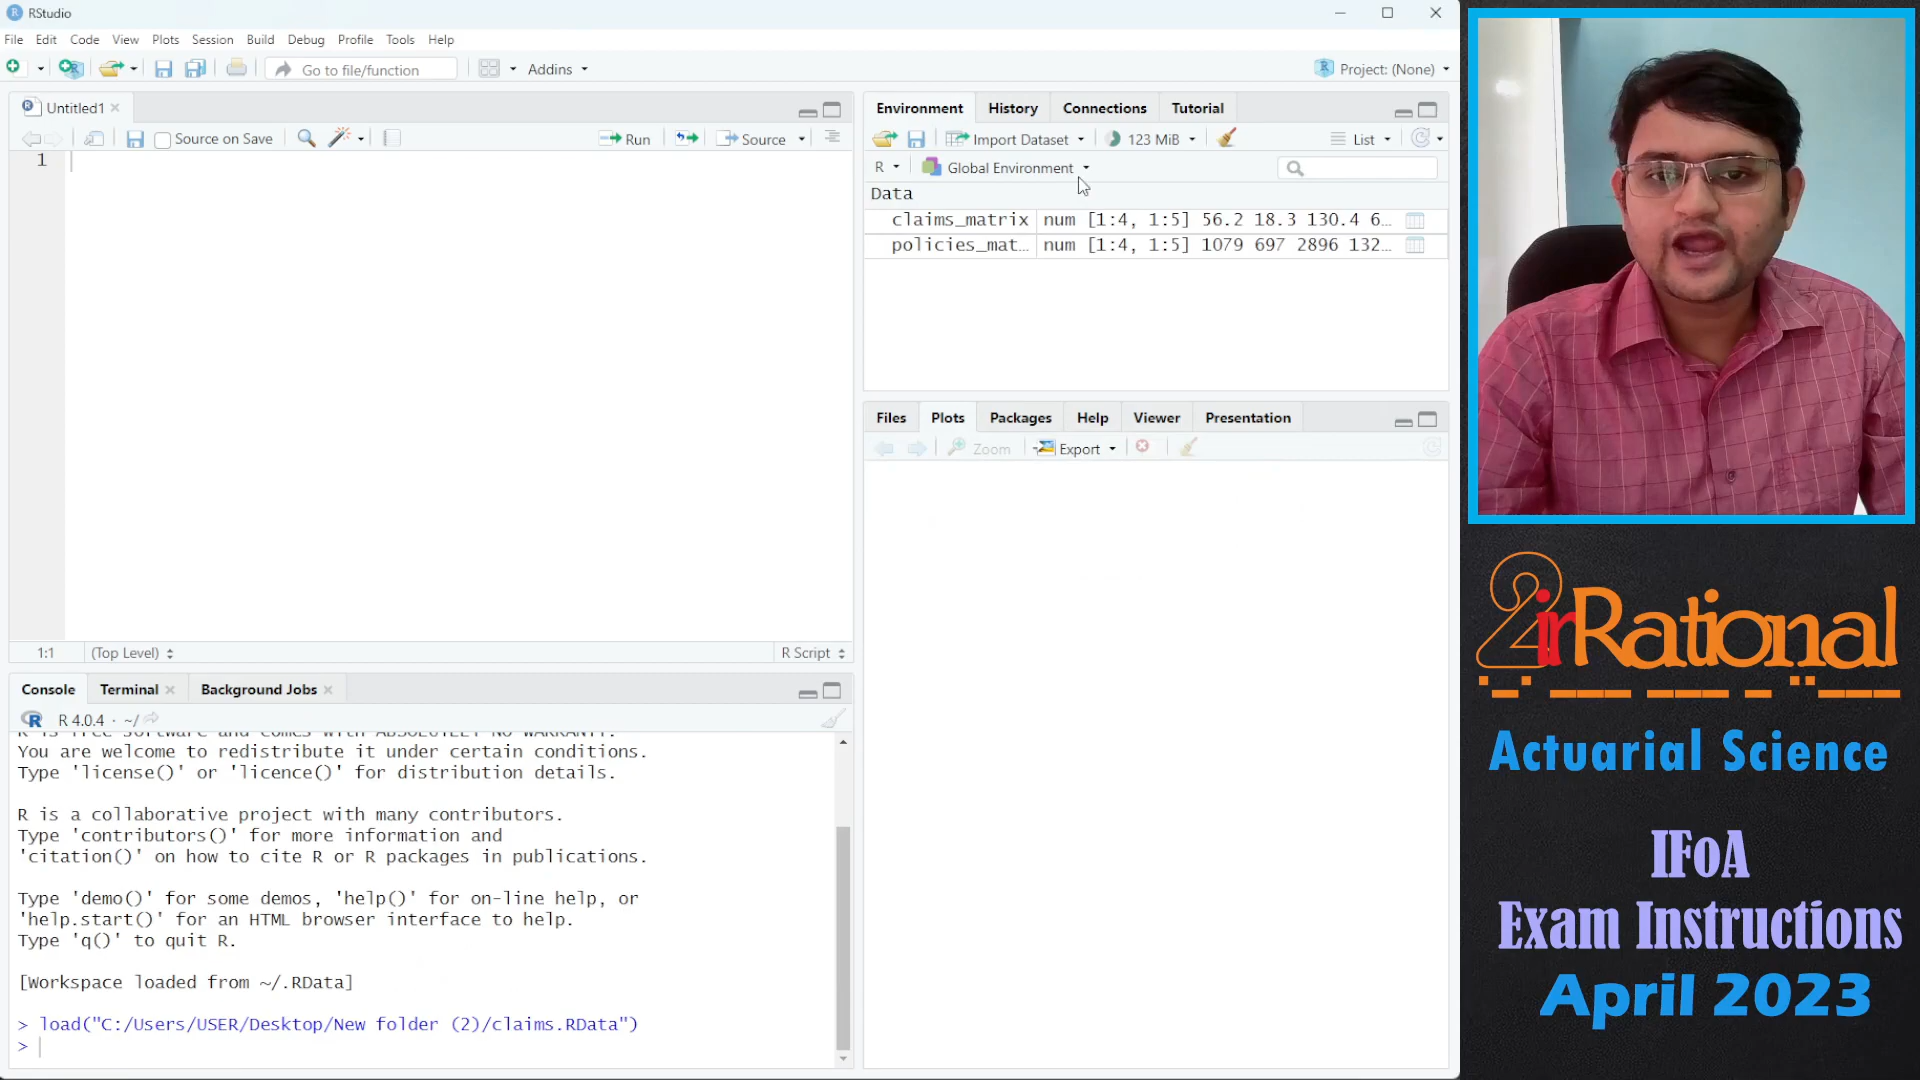 RStudio
File Edit Code View Plots Session Build Debug Profile Tools Help
Go to file/function Addins Project: (None)
Untitled1
Source on Save Run Source
1
1:1 (Top Level) R Script
Console Terminal Background Jobs
R 4.0.4 · ~/
You are welcome to redistribute it under certain conditions.
Type 'license()' or 'licence()' for distribution details.
R is a collaborative project with many contributors.
Type 'contributors()' for more information and
'citation()' on how to cite R or R packages in publications.
Type 'demo()' for some demos, 'help()' for on-line help, or
'help.start()' for an HTML browser interface to help.
Type 'q()' to quit R.
[Workspace loaded from ~/.RData]
> load("C:/Users/USER/Desktop/New folder (2)/claims.RData")
>
Environment History Connections Tutorial
Import Dataset 123 MiB List
R Global Environment
Data
claims_matrix num [1:4, 1:5] 56.2 18.3 130.4 6...
policies_mat... num [1:4, 1:5] 1079 697 2896 132...
Files Plots Packages Help Viewer Presentation
Zoom Export
2irRational
Actuarial Science
IFoA
Exam Instructions
April 2023